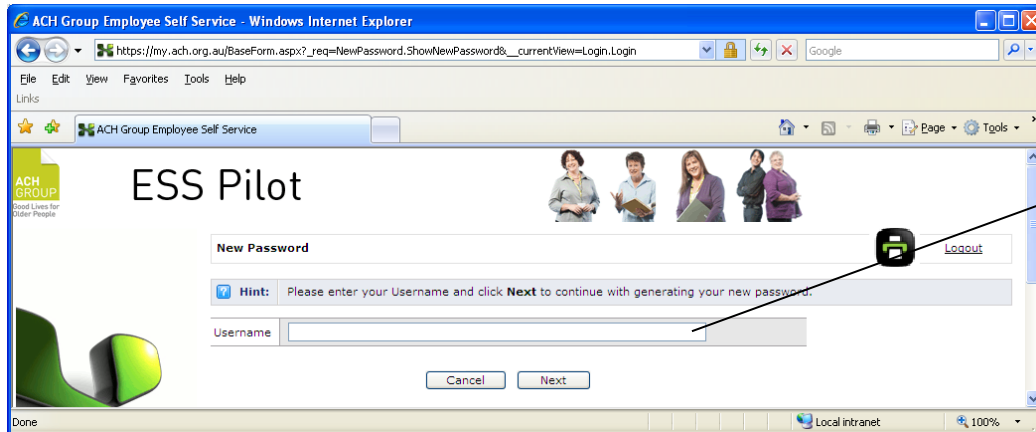 ACH Group Employee Self Service - Windows Internet Explorer
https://my.ach.org.au/BaseForm.aspx?_req=NewPassword.ShowNewPassword&__currentView=Login.Login Google
File Edit View Favorites Tools Help
Links
ACH Group Employee Self Service Page Tools
ACH
GROUP
Good Lives for
Older People
ESS Pilot
New Password Logout
Hint: Please enter your Username and click Next to continue with generating your new password.
Username
Cancel Next
Done Local intranet 100%